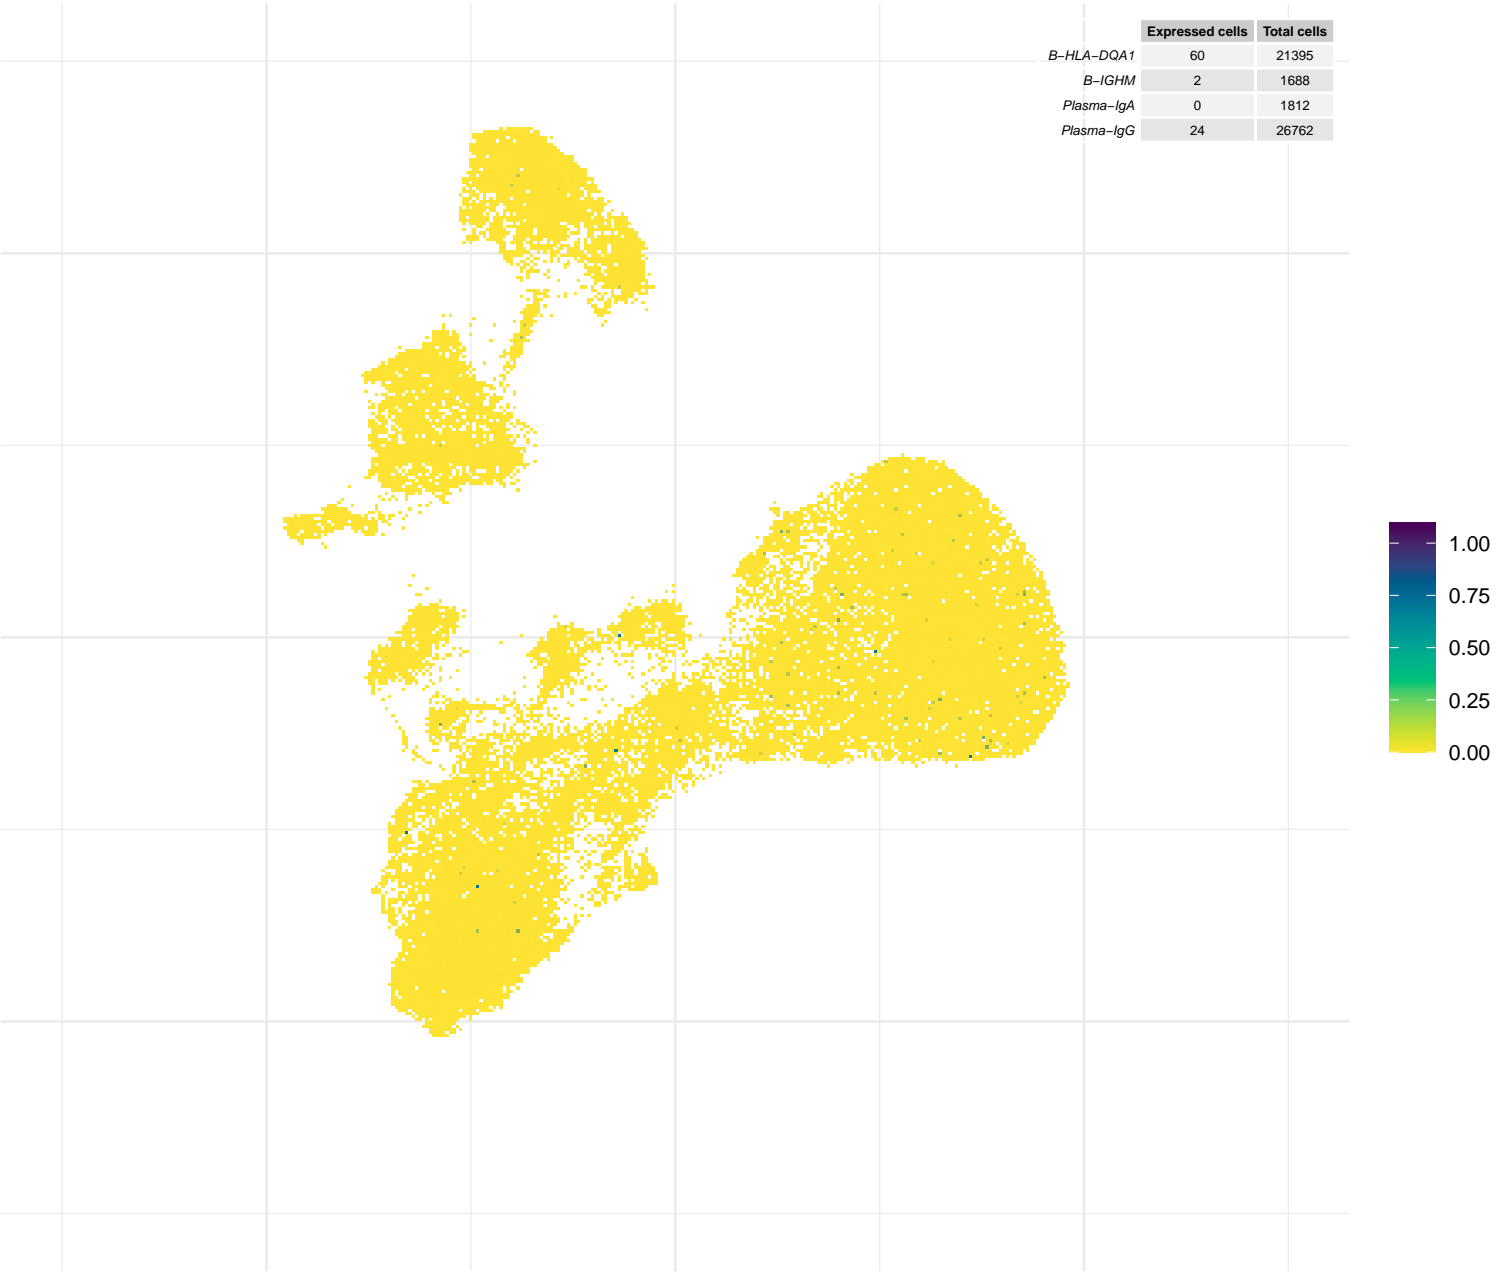 Expressed cells Total cells
B−HLA−DQA1 60 21395
B−IGHM 2 1688
Plasma−IgA 0 1812
Plasma−IgG 24 26762
1.00
0.75
0.50
0.25
0.00